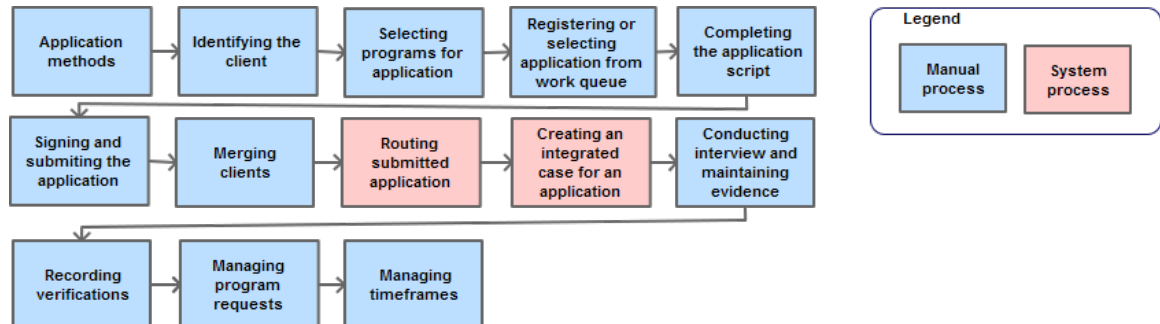 Application
methods
Identifying the
client
Selecting
programs for
application
Registering or
selecting
application from
work queue
Completing
the application
script
Legend
Manual
process
System
process
Signing and
submiting the
application
Merging
clients
Routing
submitted
application
Creating an
integrated
case for an
application
Conducting
interview and
maintaining
evidence
Recording
verifications
Managing
program
requests
Managing
timeframes